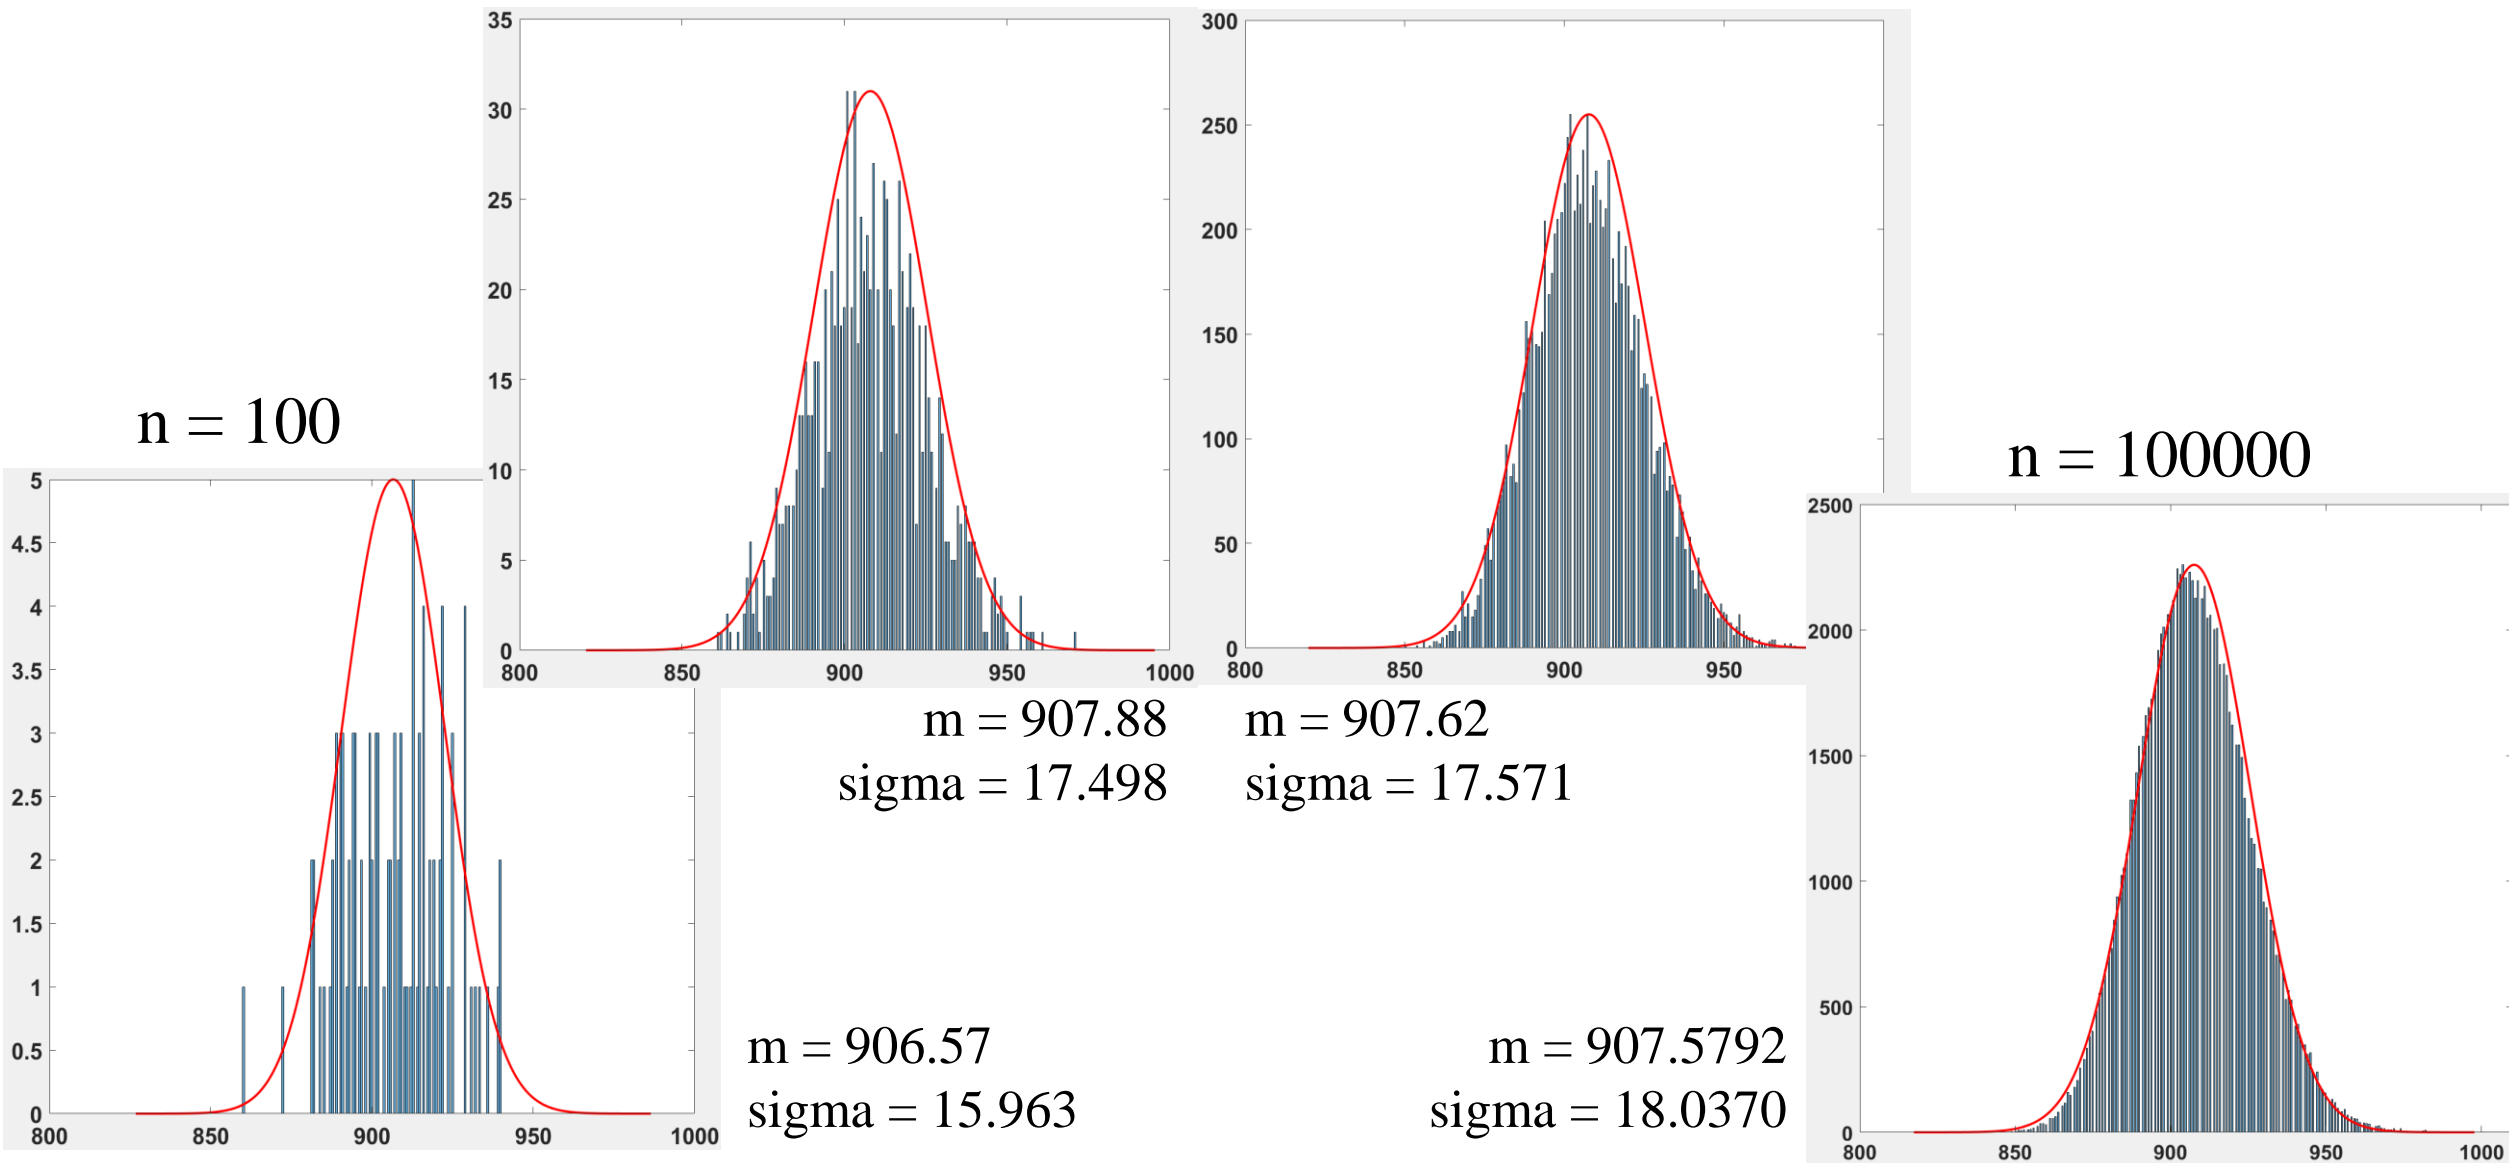 n = 100
5
4.5
4
3.5
3
2.5
2
1.5
1
0.5
0
800 850 900 950 1000
m = 906.57
sigma = 15.963
35
30
25
20
15
10
5
0
800 850 900 950 1000
m = 907.88
sigma = 17.498
300
250
200
150
100
50
0
800 850 900 950
m = 907.62
sigma = 17.571
n = 100000
2500
2000
1500
1000
500
0
800 850 900 950 1000
m = 907.5792
sigma = 18.0370